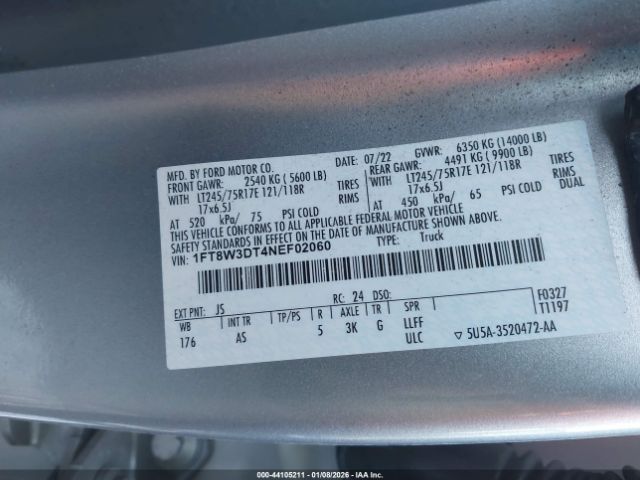 MFD. BY FORD MOTOR CO.
DATE: 07/22 GVWR: 6350 KG (14000 LB)
FRONT GAWR: 2540 KG (5600 LB) REAR GAWR: 4491 KG (9900 LB)
WITH LT245/75R17E 121/118R TIRES WITH LT245/75R17E 121/118R TIRES
17x6.5J RIMS 17x6.5J RIMS DUAL
AT 520 kPa/ 75 PSI COLD AT 450 kPa/ 65 PSI COLD
THIS VEHICLE CONFORMS TO ALL APPLICABLE FEDERAL MOTOR VEHICLE
SAFETY AND THEFT PREVENTION STANDARDS IN EFFECT ON THE DATE OF MANUFACTURE SHOWN ABOVE.
VIN: 1FT8W3DT4NEF02060 TYPE: Truck
EXT PNT: JS RC: 24 DSO: F0327
WB INT TR TP/PS R AXLE TR SPR T1197
176 AS 5 3K G LLFF
ULC ▽ 5U5A-3520472-AA
000-44105211 - 01/08/2026 - IAAC